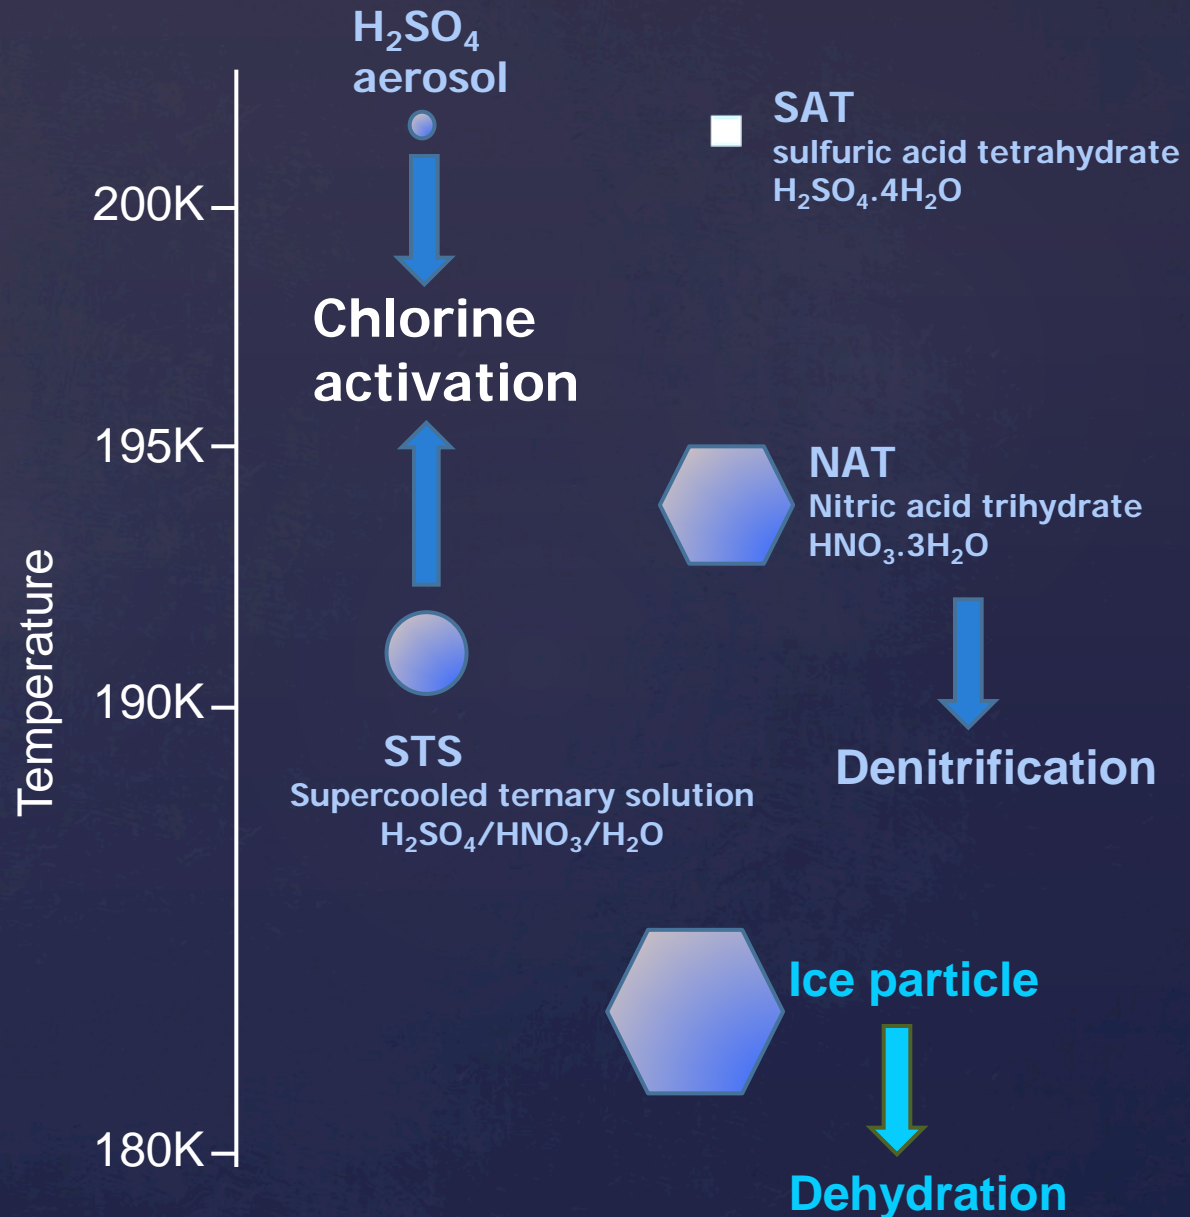 H₂SO₄
aerosol
SAT
sulfuric acid tetrahydrate
H₂SO₄.4H₂O
200K
Chlorine
activation
195K
NAT
Nitric acid trihydrate
HNO₃.3H₂O
Temperature
190K
STS
Supercooled ternary solution
H₂SO₄/HNO₃/H₂O
Denitrification
Ice particle
180K
Dehydration